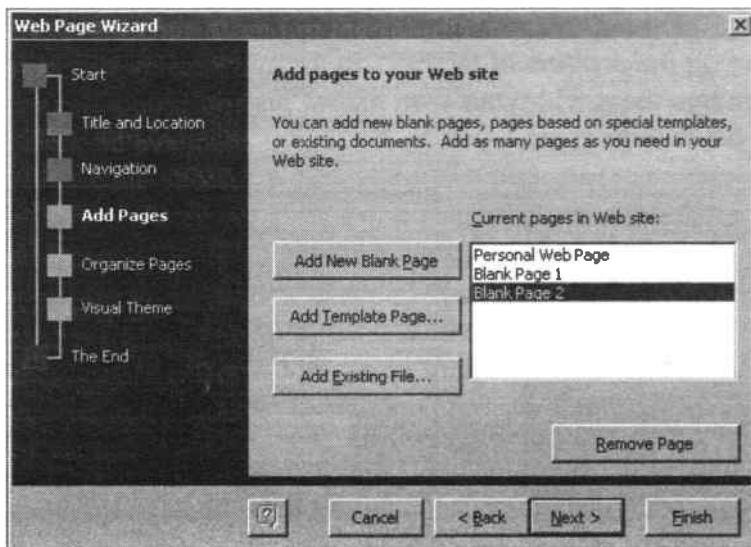 Web Page Wizard
Start
Title and Location
Navigation
Add Pages
Organize Pages
Visual Theme
The End
Add pages to your Web site
You can add new blank pages, pages based on special templates,
or existing documents. Add as many pages as you need in your
Web site.
Current pages in Web site:
Add New Blank Page
Add Template Page...
Add Existing File...
Personal Web Page
Blank Page 1
Blank Page 2
Remove Page
Cancel
< Back
Next >
Finish